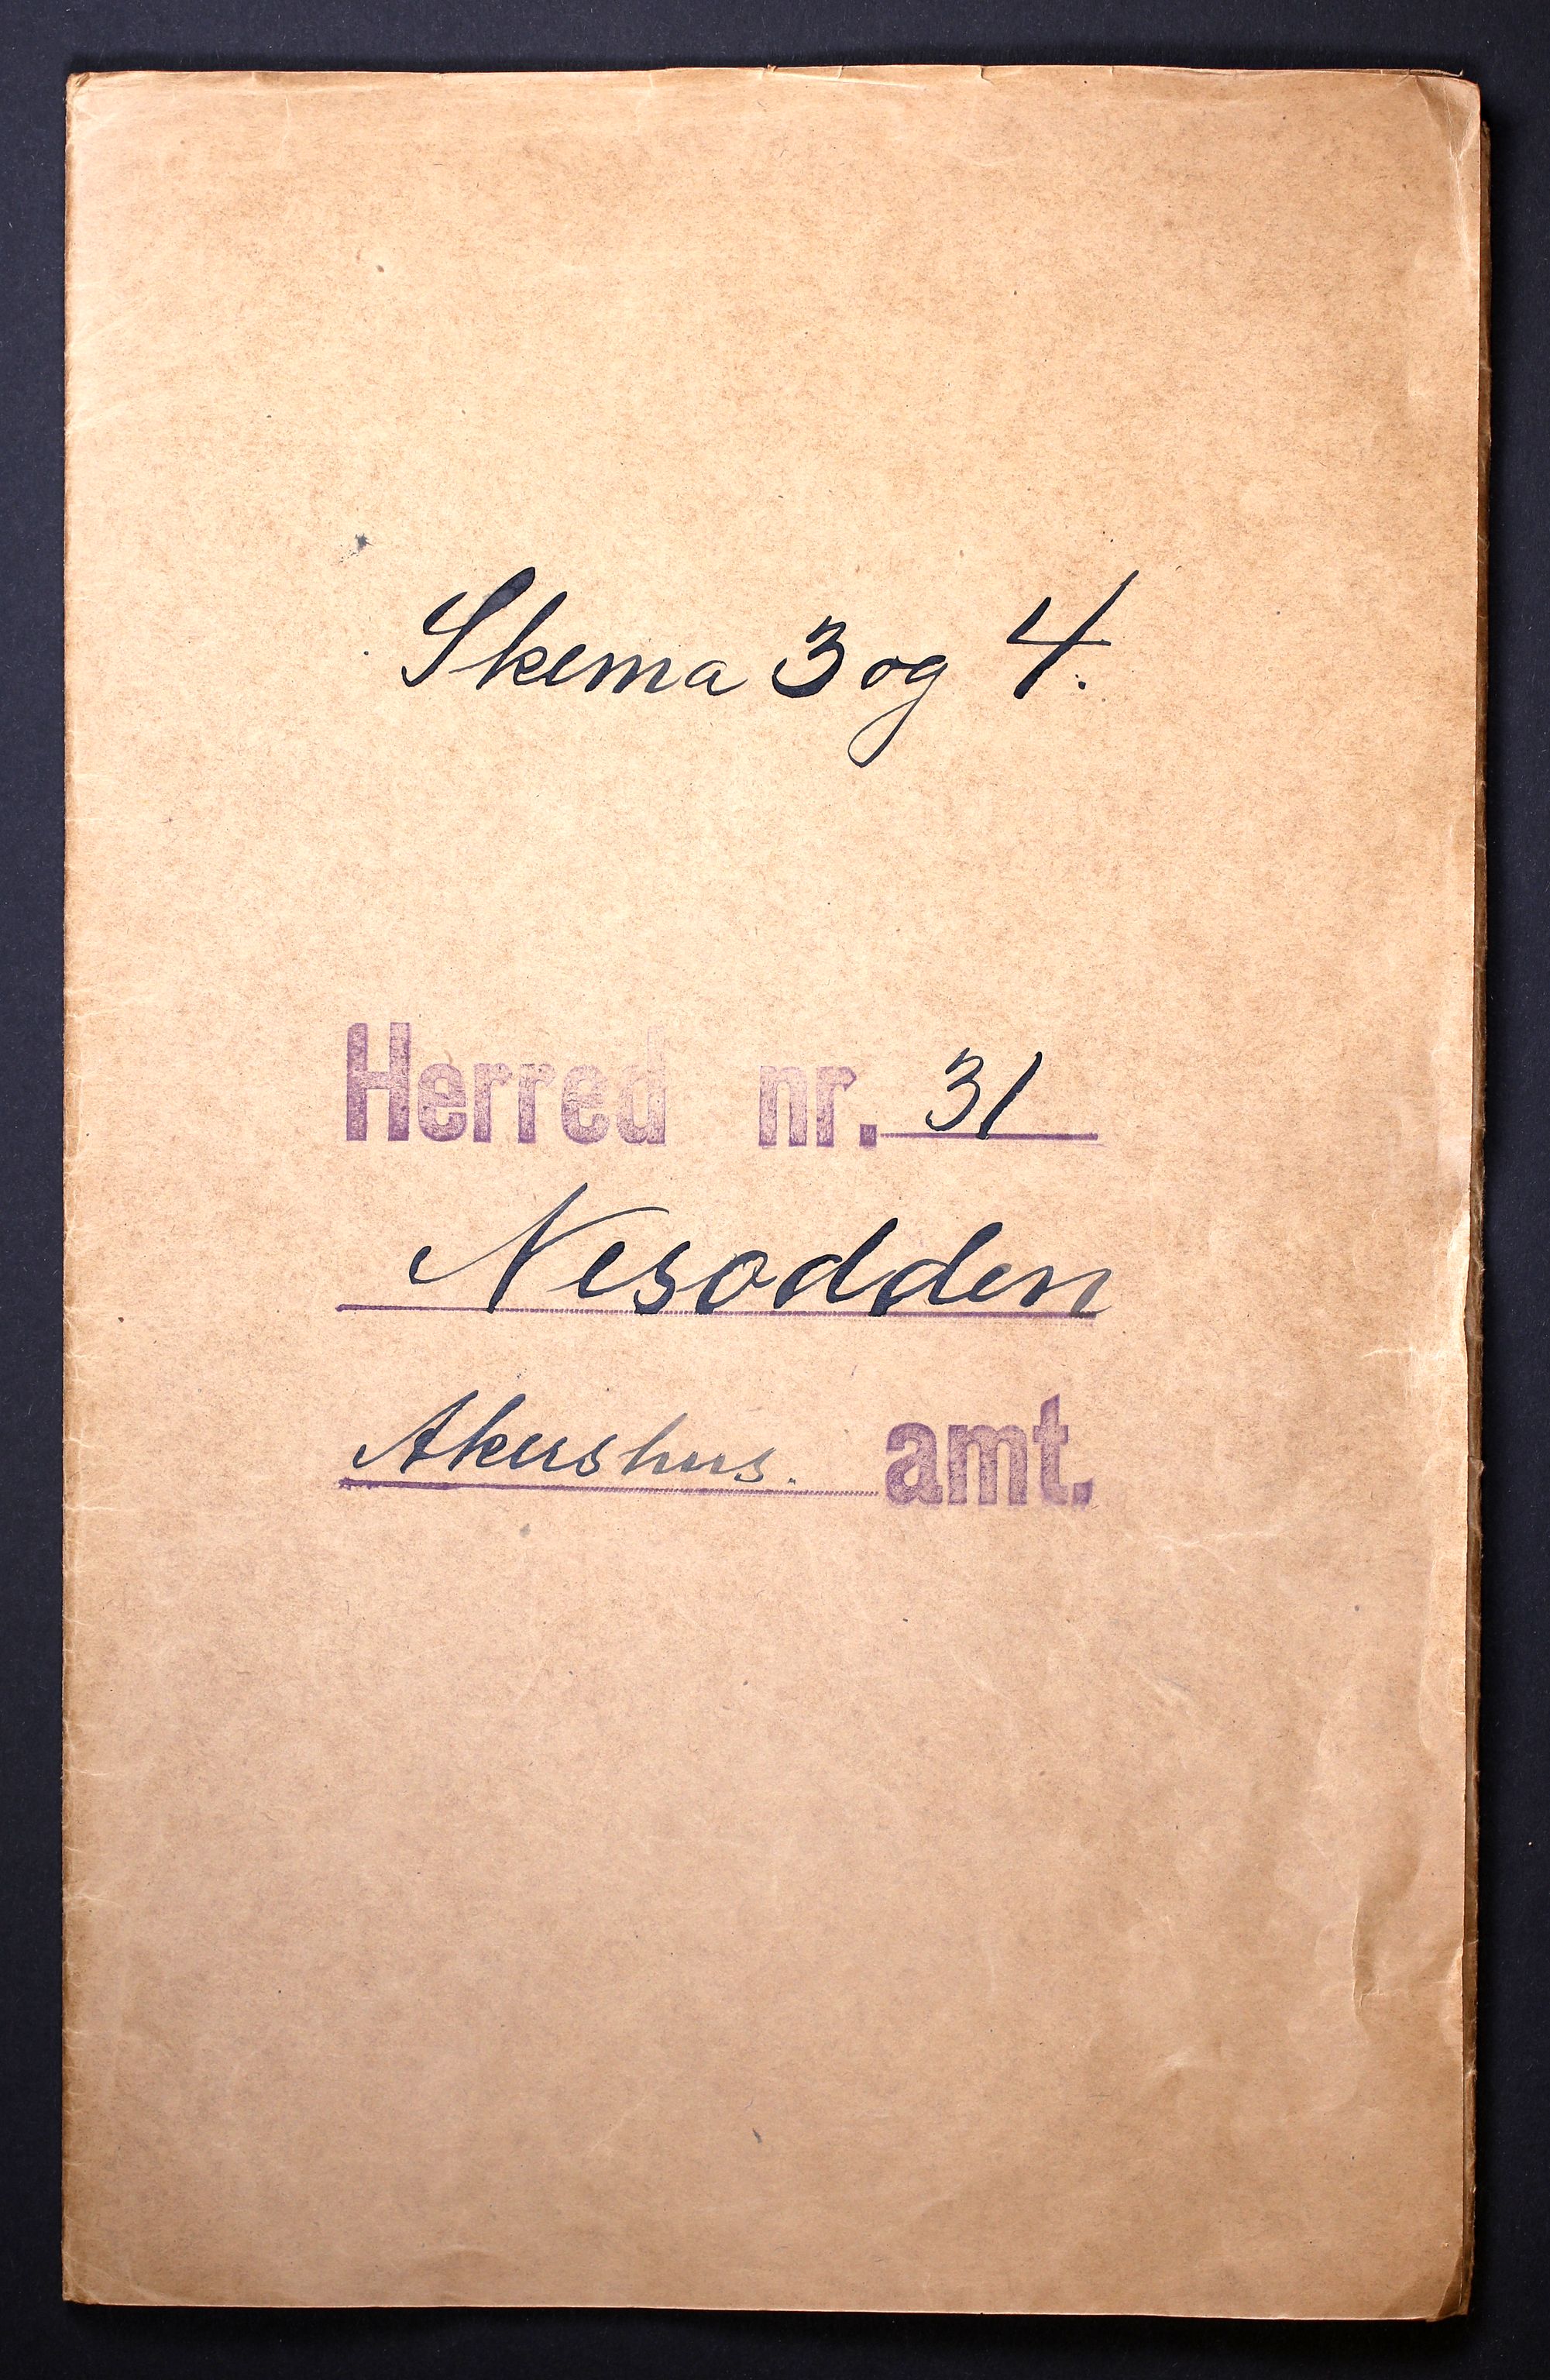 Skema 3 og 4.
Herred nr. 31
Nesodden
Akershus. amt.